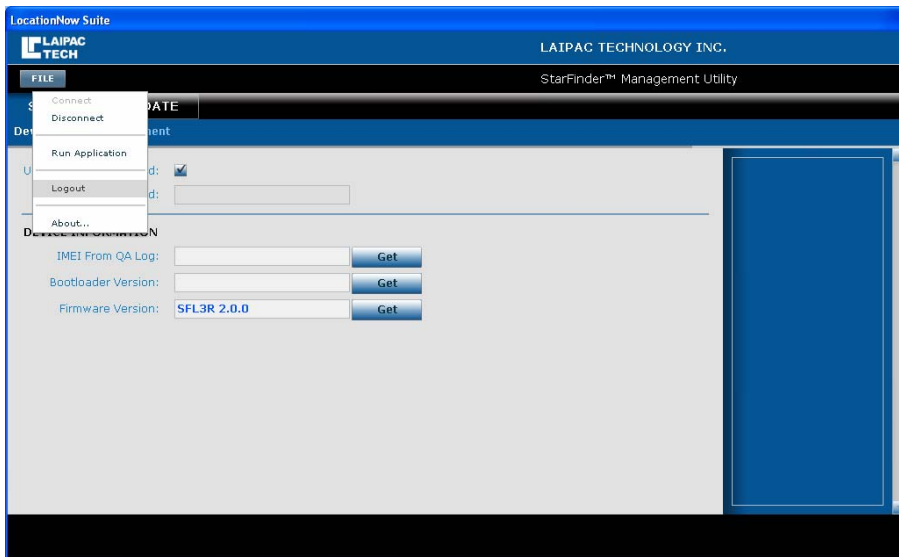 LocationNow Suite
LAIPAC
TECH
LAIPAC TECHNOLOGY INC.
FILE
StarFinder™ Management Utility
Connect
Disconnect
Run Application
Logout
About...
IMEI From QA Log:
Get
Bootloader Version:
Get
Firmware Version:
SFL3R 2.0.0
Get